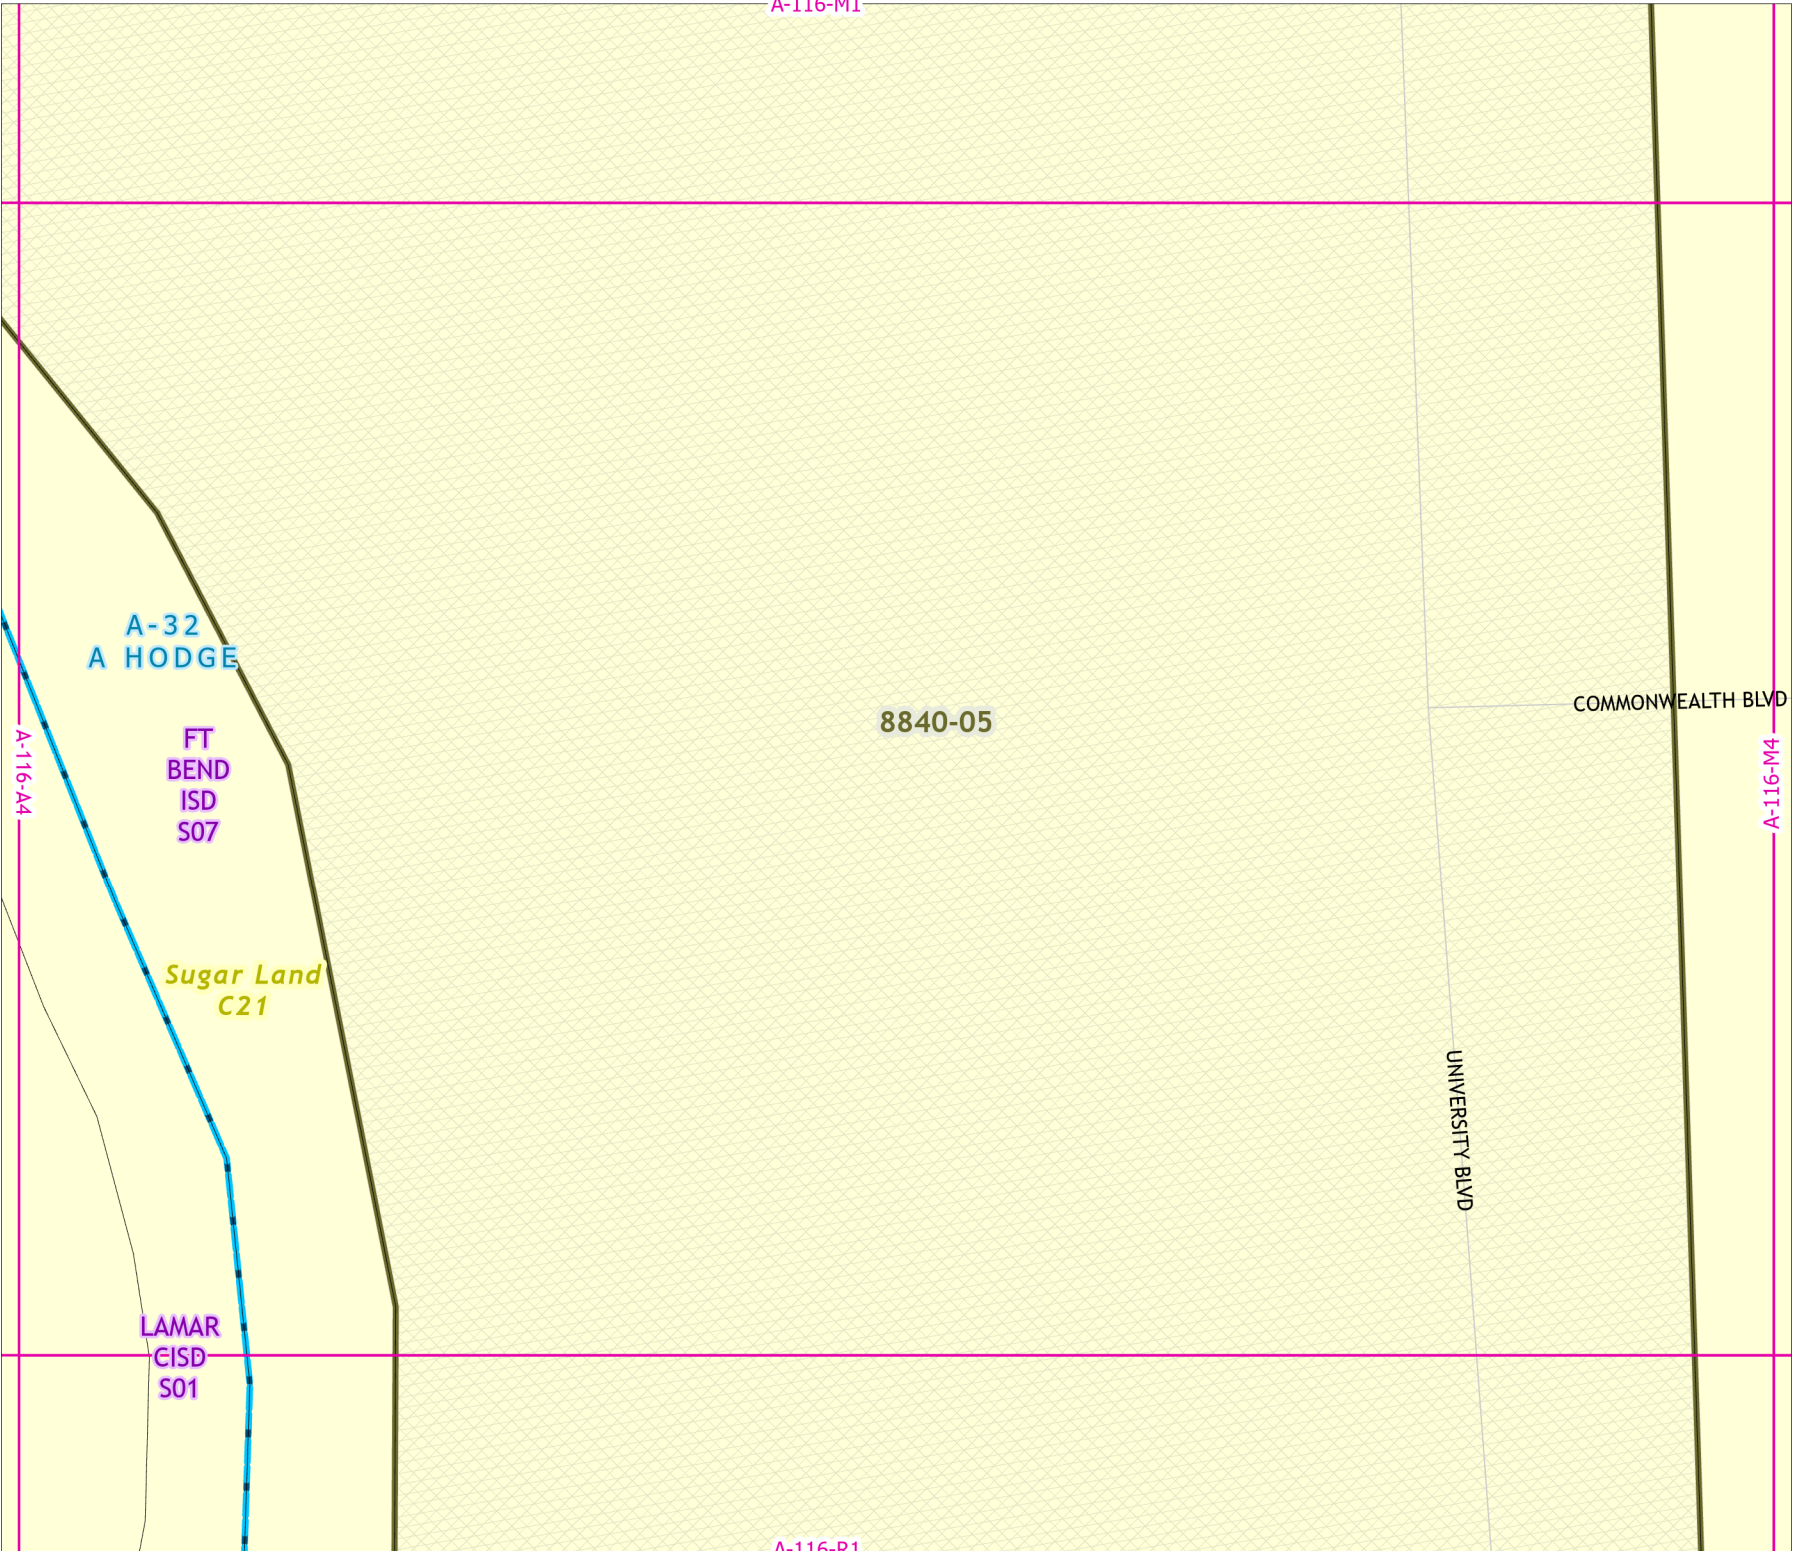 A-116-M1
A-32
A HODGE
8840-05
COMMONWEALTH BLVD
FT
BEND
ISD
S07
A-116-A4
A-116-M4
Sugar Land
C21
UNIVERSITY BLVD
LAMAR
CISD
S01
A-116-R1